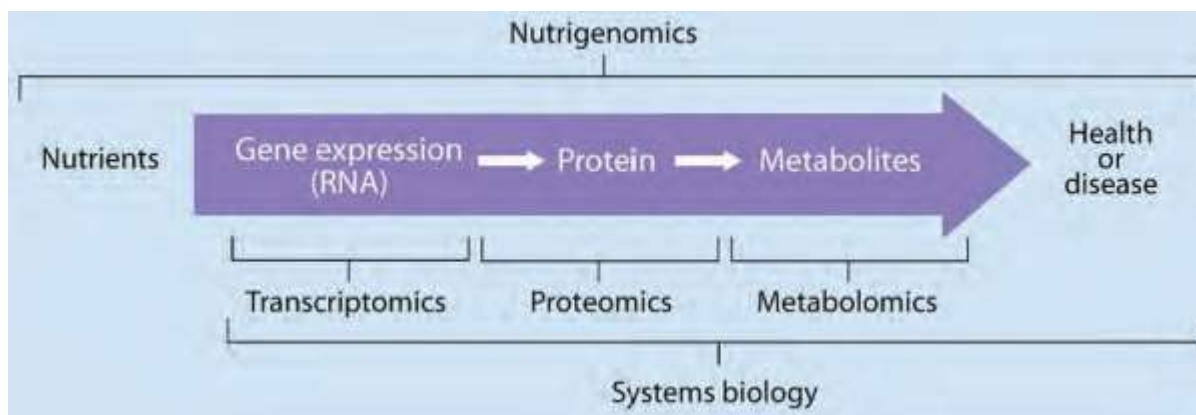 Nutrigenomics
Nutrients
Gene expression
(RNA)
Protein
Metabolites
Health
or
disease
Transcriptomics
Proteomics
Metabolomics
Systems biology